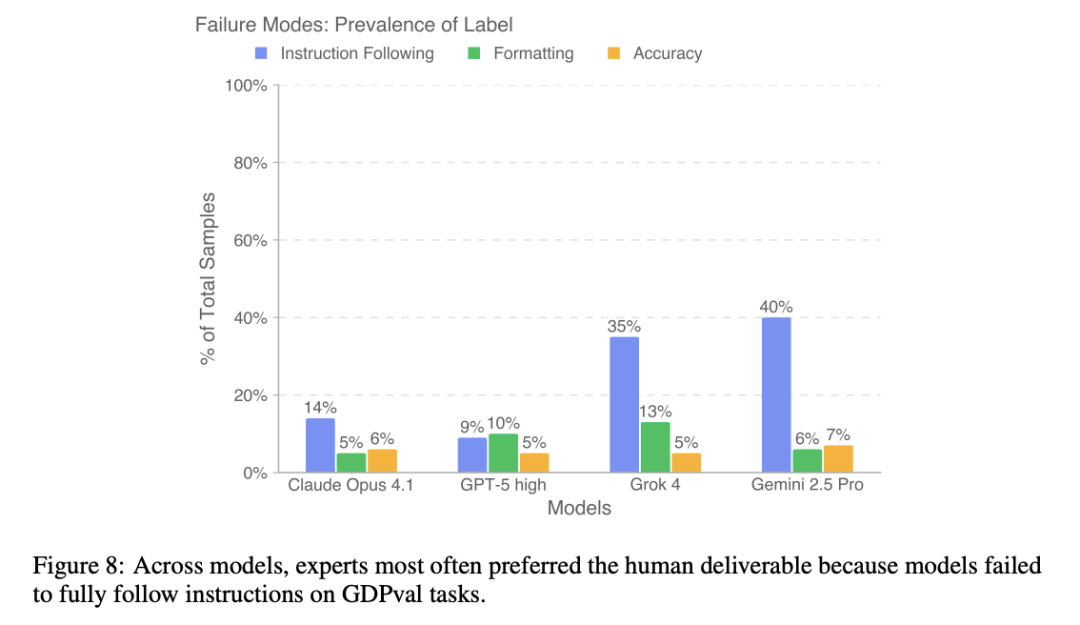 Failure Modes: Prevalence of Label
Instruction Following Formatting Accuracy
100%
80%
60%
40%
20%
0%
% of Total Samples
14% 5% 6%
9% 10% 5%
35% 13% 5%
40% 6% 7%
Claude Opus 4.1 GPT-5 high Grok 4 Gemini 2.5 Pro
Models
Figure 8: Across models, experts most often preferred the human deliverable because models failed
to fully follow instructions on GDPval tasks.